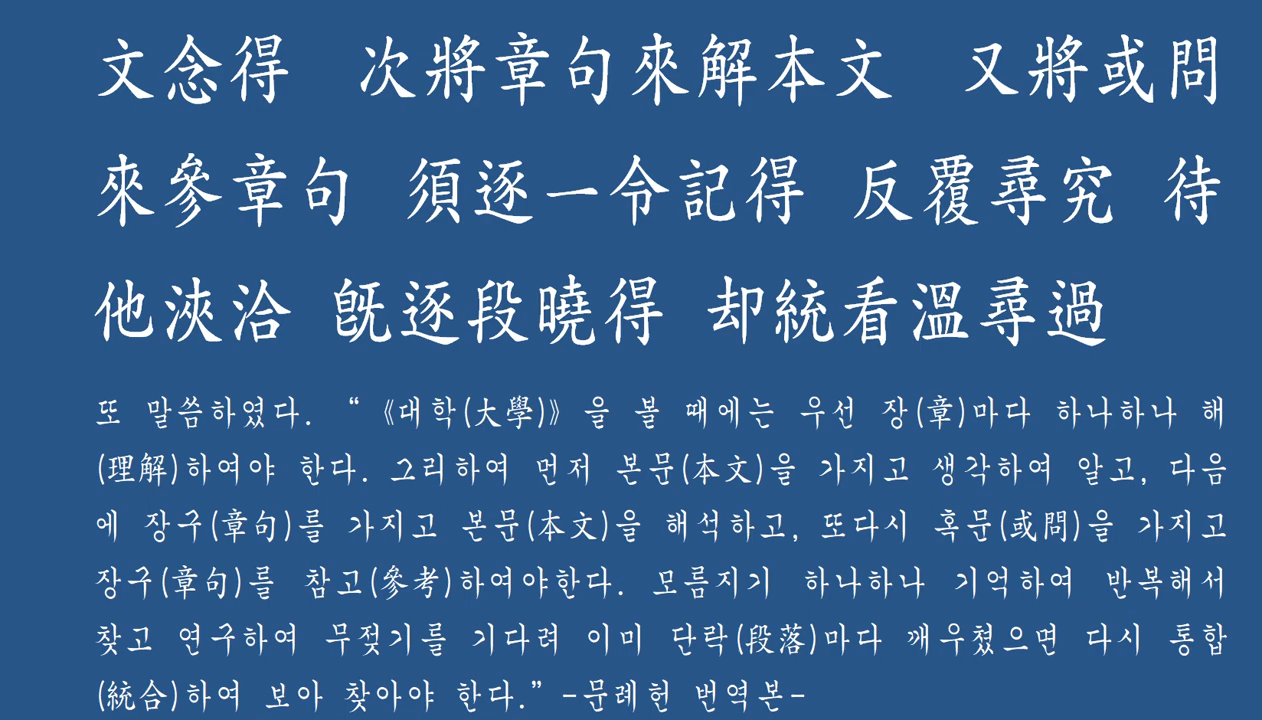 文念得 次將章句來解本文 又將或問
來參章句 須逐一令記得 反覆尋究 待
他浹洽 旣逐段曉得 却統看溫尋過
또 말씀하였다. “《대학(大學)》을 볼 때에는 우선 장(章)마다 하나하나 해
(理解)하여야 한다. 그리하여 먼저 본문(本文)을 가지고 생각하여 알고, 다음
에 장구(章句)를 가지고 본문(本文)을 해석하고, 또다시 혹문(或問)을 가지고
장구(章句)를 참고(參考)하여야한다. 모름지기 하나하나 기억하여 반복해서
찾고 연구하여 무젖기를 기다려 이미 단락(段落)마다 깨우쳤으면 다시 통합
(統合)하여 보아 찾아야 한다.” -문례헌 번역본-